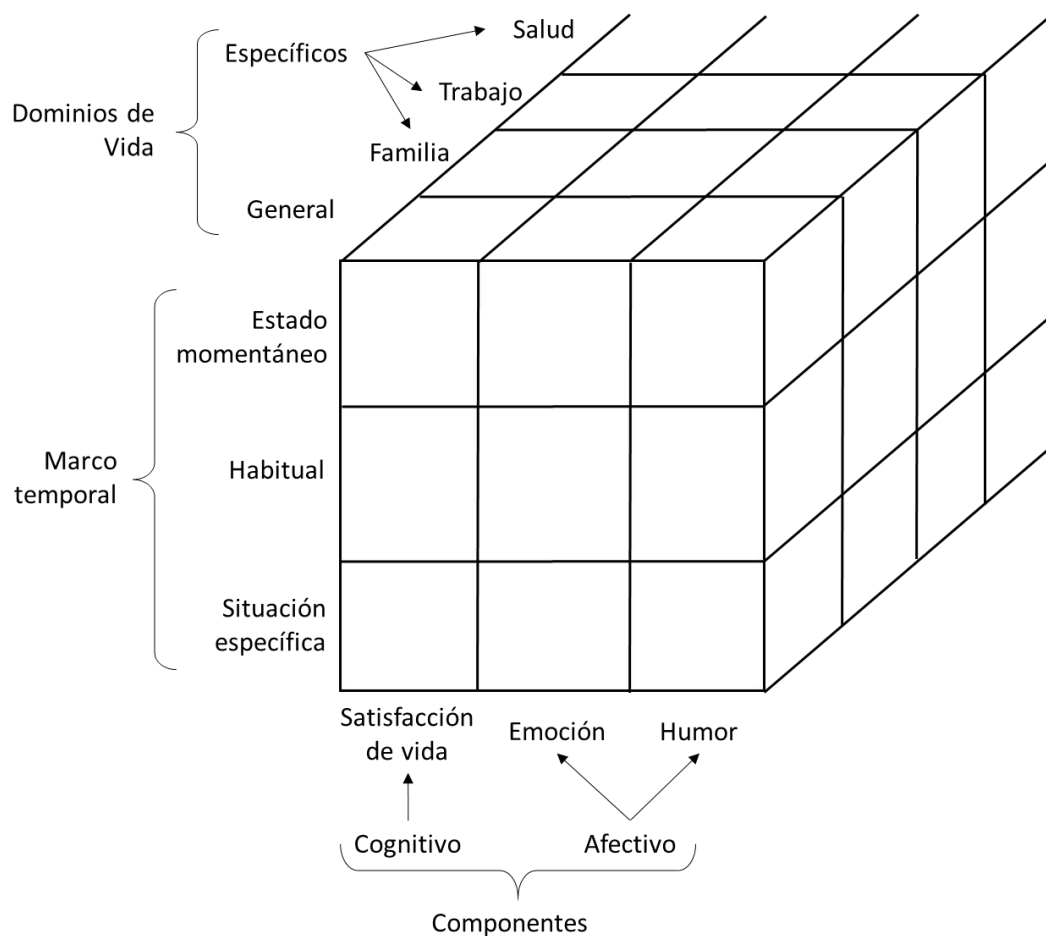 Salud
Específicos
Trabajo
Dominios de
Vida
Familia
General
Estado
momentáneo
Marco
temporal
Habitual
Situación
específica
Satisfacción
de vida
Emoción
Humor
Cognitivo
Afectivo
Componentes